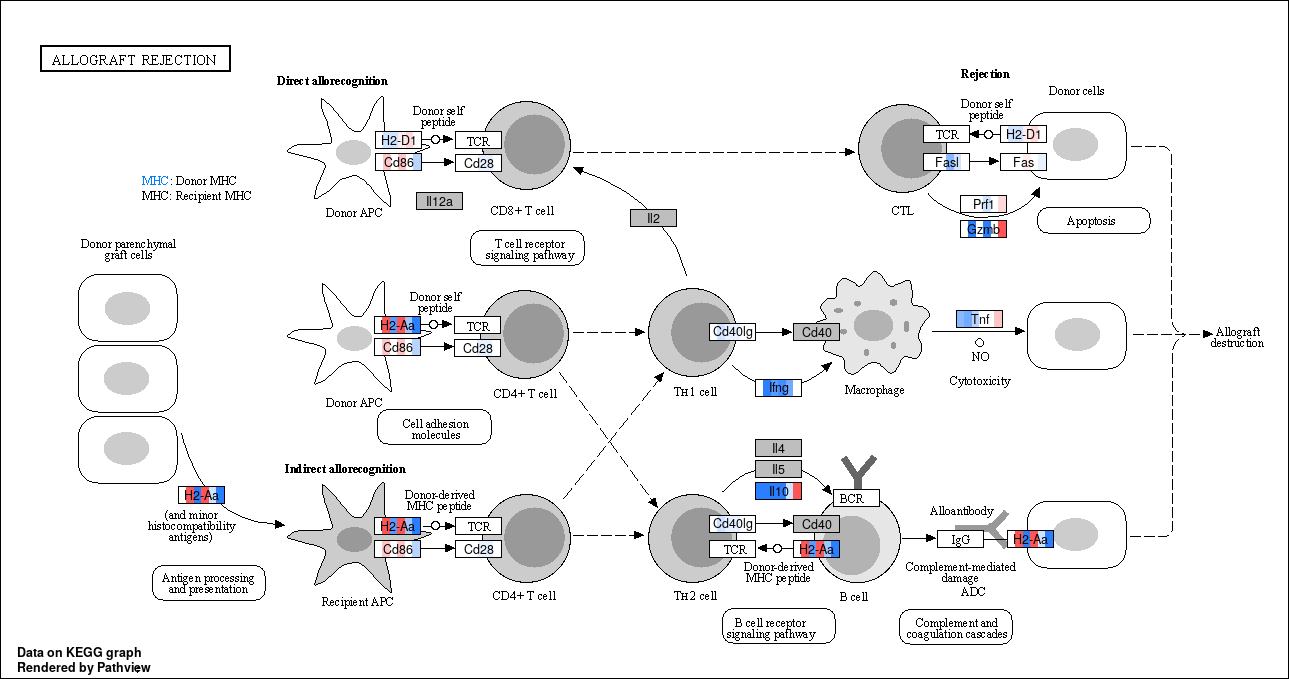 ALLOGRAFT REJECTION
Direct allorecognition
Rejection
Donor self
peptide
H2-D1
TCR
Cd86
Cd28
Il12a
Donor APC
CD8+ T cell
T cell receptor
signaling pathway
MHC: Donor MHC
MHC: Recipient MHC
Il2
Donor self
peptide
Donor cells
TCR
H2-D1
Fasl
Fas
CTL
Prf1
Gzmb
Apoptosis
Donor parenchymal
graft cells
Donor self
peptide
H2-Aa
TCR
Cd86
Cd28
Donor APC
CD4+ T cell
Cell adhesion
molecules
Cd40lg
Cd40
Ifng
TH1 cell
Macrophage
Tnf
NO
Cytotoxicity
Allograft
destruction
Indirect allorecognition
H2-Aa
(and minor
histocompatibility
antigens)
Antigen processing
and presentation
Donor-derived
MHC peptide
H2-Aa
TCR
Cd86
Cd28
Recipient APC
CD4+ T cell
Il4
Il5
Il10
BCR
Cd40lg
Cd40
TCR
H2-Aa
Donor-derived
MHC peptide
TH2 cell
B cell
B cell receptor
signaling pathway
Alloantibody
IgG
H2-Aa
Complement-mediated
damage
ADC
Complement and
coagulation cascades
Data on KEGG graph
Rendered by Pathview